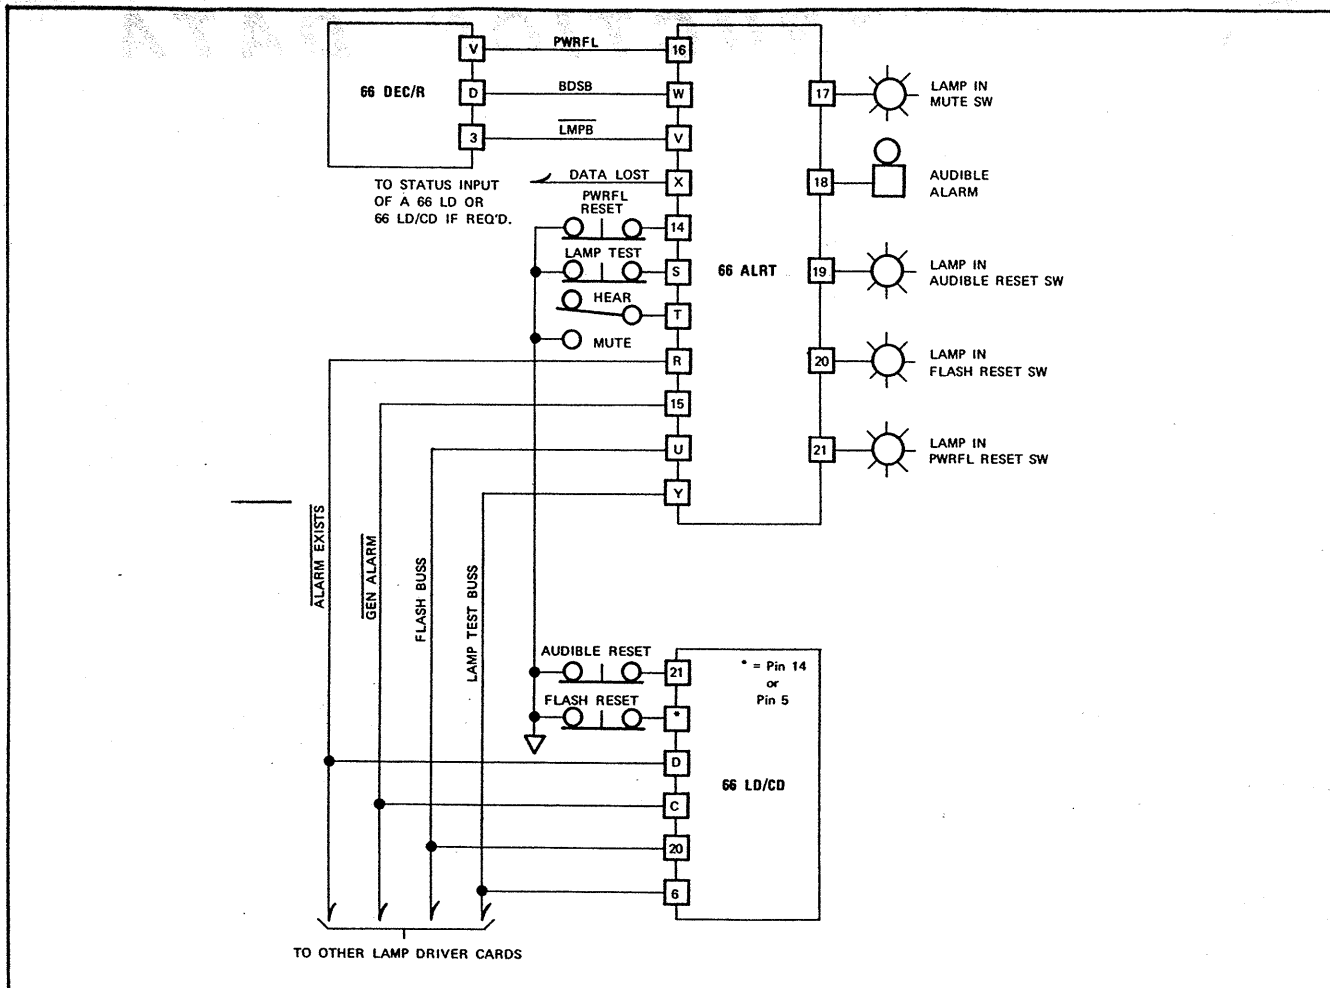 66 DEC/R
V
D
3
PWRFL
BDSB
LMPB
16
W
V
DATA LOST
X
TO STATUS INPUT
OF A 66 LD OR
66 LD/CD IF REQ'D.
PWRFL
RESET
14
LAMP TEST
S
HEAR
T
MUTE
R
15
U
Y
66 ALRT
17
LAMP IN
MUTE SW
18
AUDIBLE
ALARM
19
LAMP IN
AUDIBLE RESET SW
20
LAMP IN
FLASH RESET SW
21
LAMP IN
PWRFL RESET SW
ALARM EXISTS
GEN ALARM
FLASH BUSS
LAMP TEST BUSS
AUDIBLE RESET
21
FLASH RESET
*
D
C
20
6
* = Pin 14
or
Pin 5
66 LD/CD
TO OTHER LAMP DRIVER CARDS